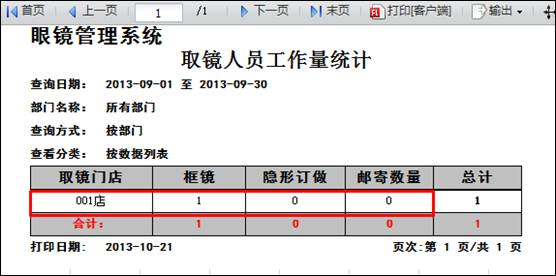 首页 上一页 1 /1 下一页 末页 打印[客户端] 输出
眼镜管理系统
取镜人员工作量统计
查询日期： 2013-09-01 至 2013-09-30
部门名称： 所有部门
查询方式： 按部门
查看分类： 按数据列表
取镜门店 框镜 隐形订做 邮寄数量 总计
001店 1 0 0 1
合计： 1 0 0 1
打印日期： 2013-10-21 页次:第 1 页/共 1 页